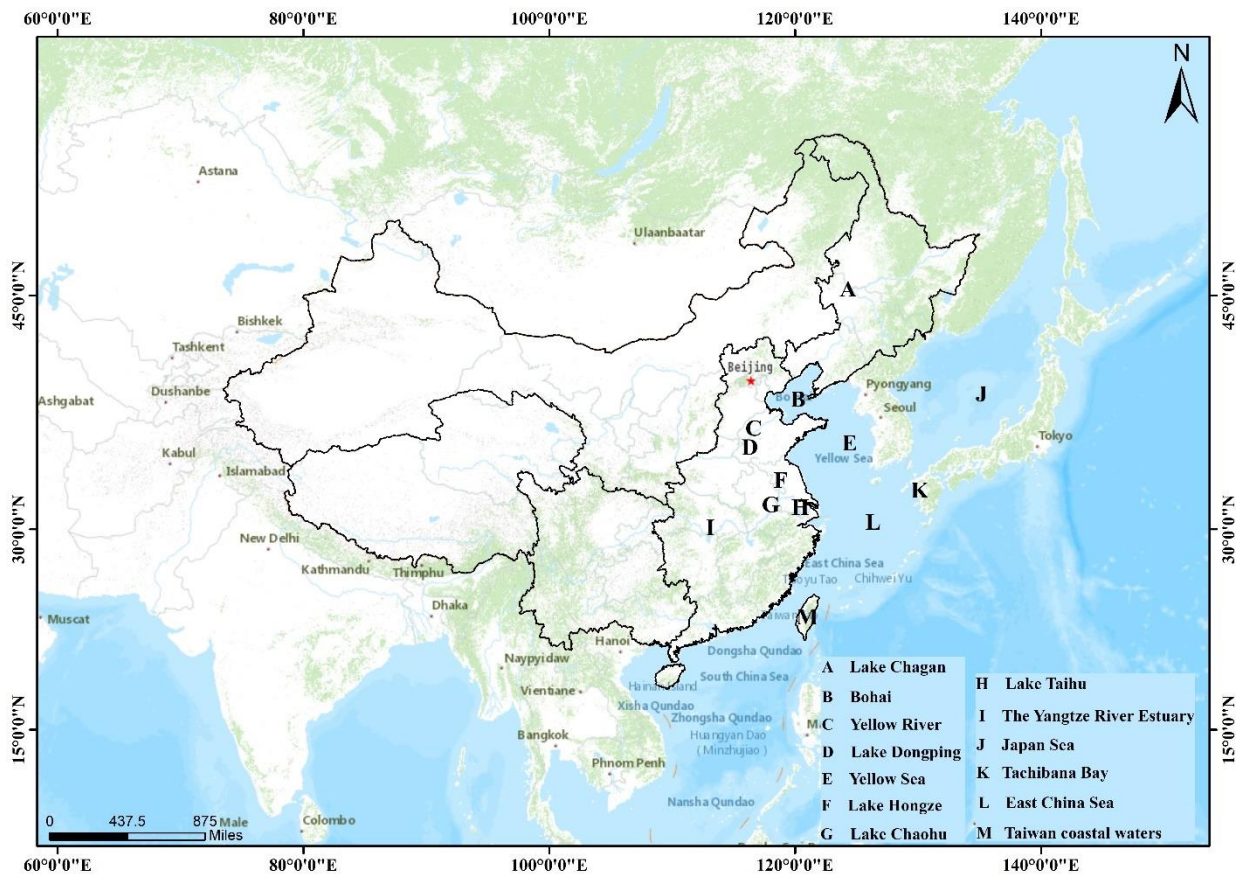 60°0'0"E 80°0'0"E 100°0'0"E 120°0'0"E 140°0'0"E
N
Astana
Ulaanbaatar
45°0'0"N
A
45°0'0"N
Bishkek
Tashkent
Beijing
Dushanbe
Pyongyang
J
Ashgabat
B
Seoul
C
Tokyo
D
E
Kabul
Yellow Sea
Islamabad
F
K
G
H
L
30°0'0"N
I
30°0'0"N
New Delhi
East China Sea
Kathmandu
Thimphu
Chihwei Yu
Dhaka
Muscat
M
Hanoi
Dongsha Qundao
Naypyidaw
South China Sea
Vientiane
Hainan Island
Xisha Qundao
Zhongsha Qundao
15°0'0"N
Huangyan Dao
15°0'0"N
Bangkok
( Minzhujiao )
Phnom Penh
Nansha Qundao
A Lake Chagan
B Bohai
C Yellow River
D Lake Dongping
E Yellow Sea
F Lake Hongze
G Lake Chaohu
H Lake Taihu
I The Yangtze River Estuary
J Japan Sea
K Tachibana Bay
L East China Sea
M Taiwan coastal waters
0 437.5 875
Miles
Male
Colombo
60°0'0"E 80°0'0"E 100°0'0"E 120°0'0"E 140°0'0"E